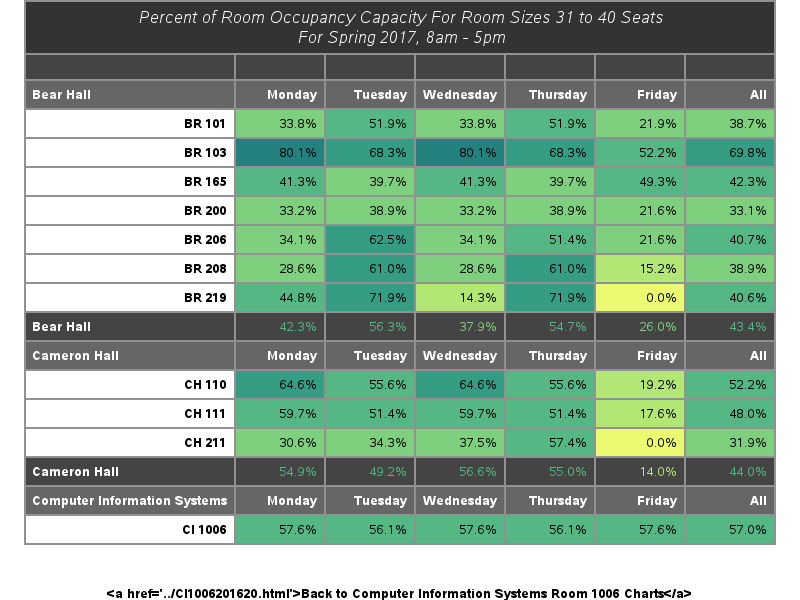 Percent of Room Occupancy Capacity For Room Sizes 31 to 40 Seats
For Spring 2017, 8am - 5pm
Bear Hall Monday Tuesday Wednesday Thursday Friday All
BR 101 33.8% 51.9% 33.8% 51.9% 21.9% 38.7%
BR 103 80.1% 68.3% 80.1% 68.3% 52.2% 69.8%
BR 165 41.3% 39.7% 41.3% 39.7% 49.3% 42.3%
BR 200 33.2% 38.9% 33.2% 38.9% 21.6% 33.1%
BR 206 34.1% 62.5% 34.1% 51.4% 21.6% 40.7%
BR 208 28.6% 61.0% 28.6% 61.0% 15.2% 38.9%
BR 219 44.8% 71.9% 14.3% 71.9% 0.0% 40.6%
Bear Hall 42.3% 56.3% 37.9% 54.7% 26.0% 43.4%
Cameron Hall Monday Tuesday Wednesday Thursday Friday All
CH 110 64.6% 55.6% 64.6% 55.6% 19.2% 52.2%
CH 111 59.7% 51.4% 59.7% 51.4% 17.6% 48.0%
CH 211 30.6% 34.3% 37.5% 57.4% 0.0% 31.9%
Cameron Hall 54.9% 49.2% 56.6% 55.0% 14.0% 44.0%
Computer Information Systems Monday Tuesday Wednesday Thursday Friday All
CI 1006 57.6% 56.1% 57.6% 56.1% 57.6% 57.0%
&lt;a href='../CI1006201620.html'&gt;Back to Computer Information Systems Room 1006 Charts&lt;/a&gt;